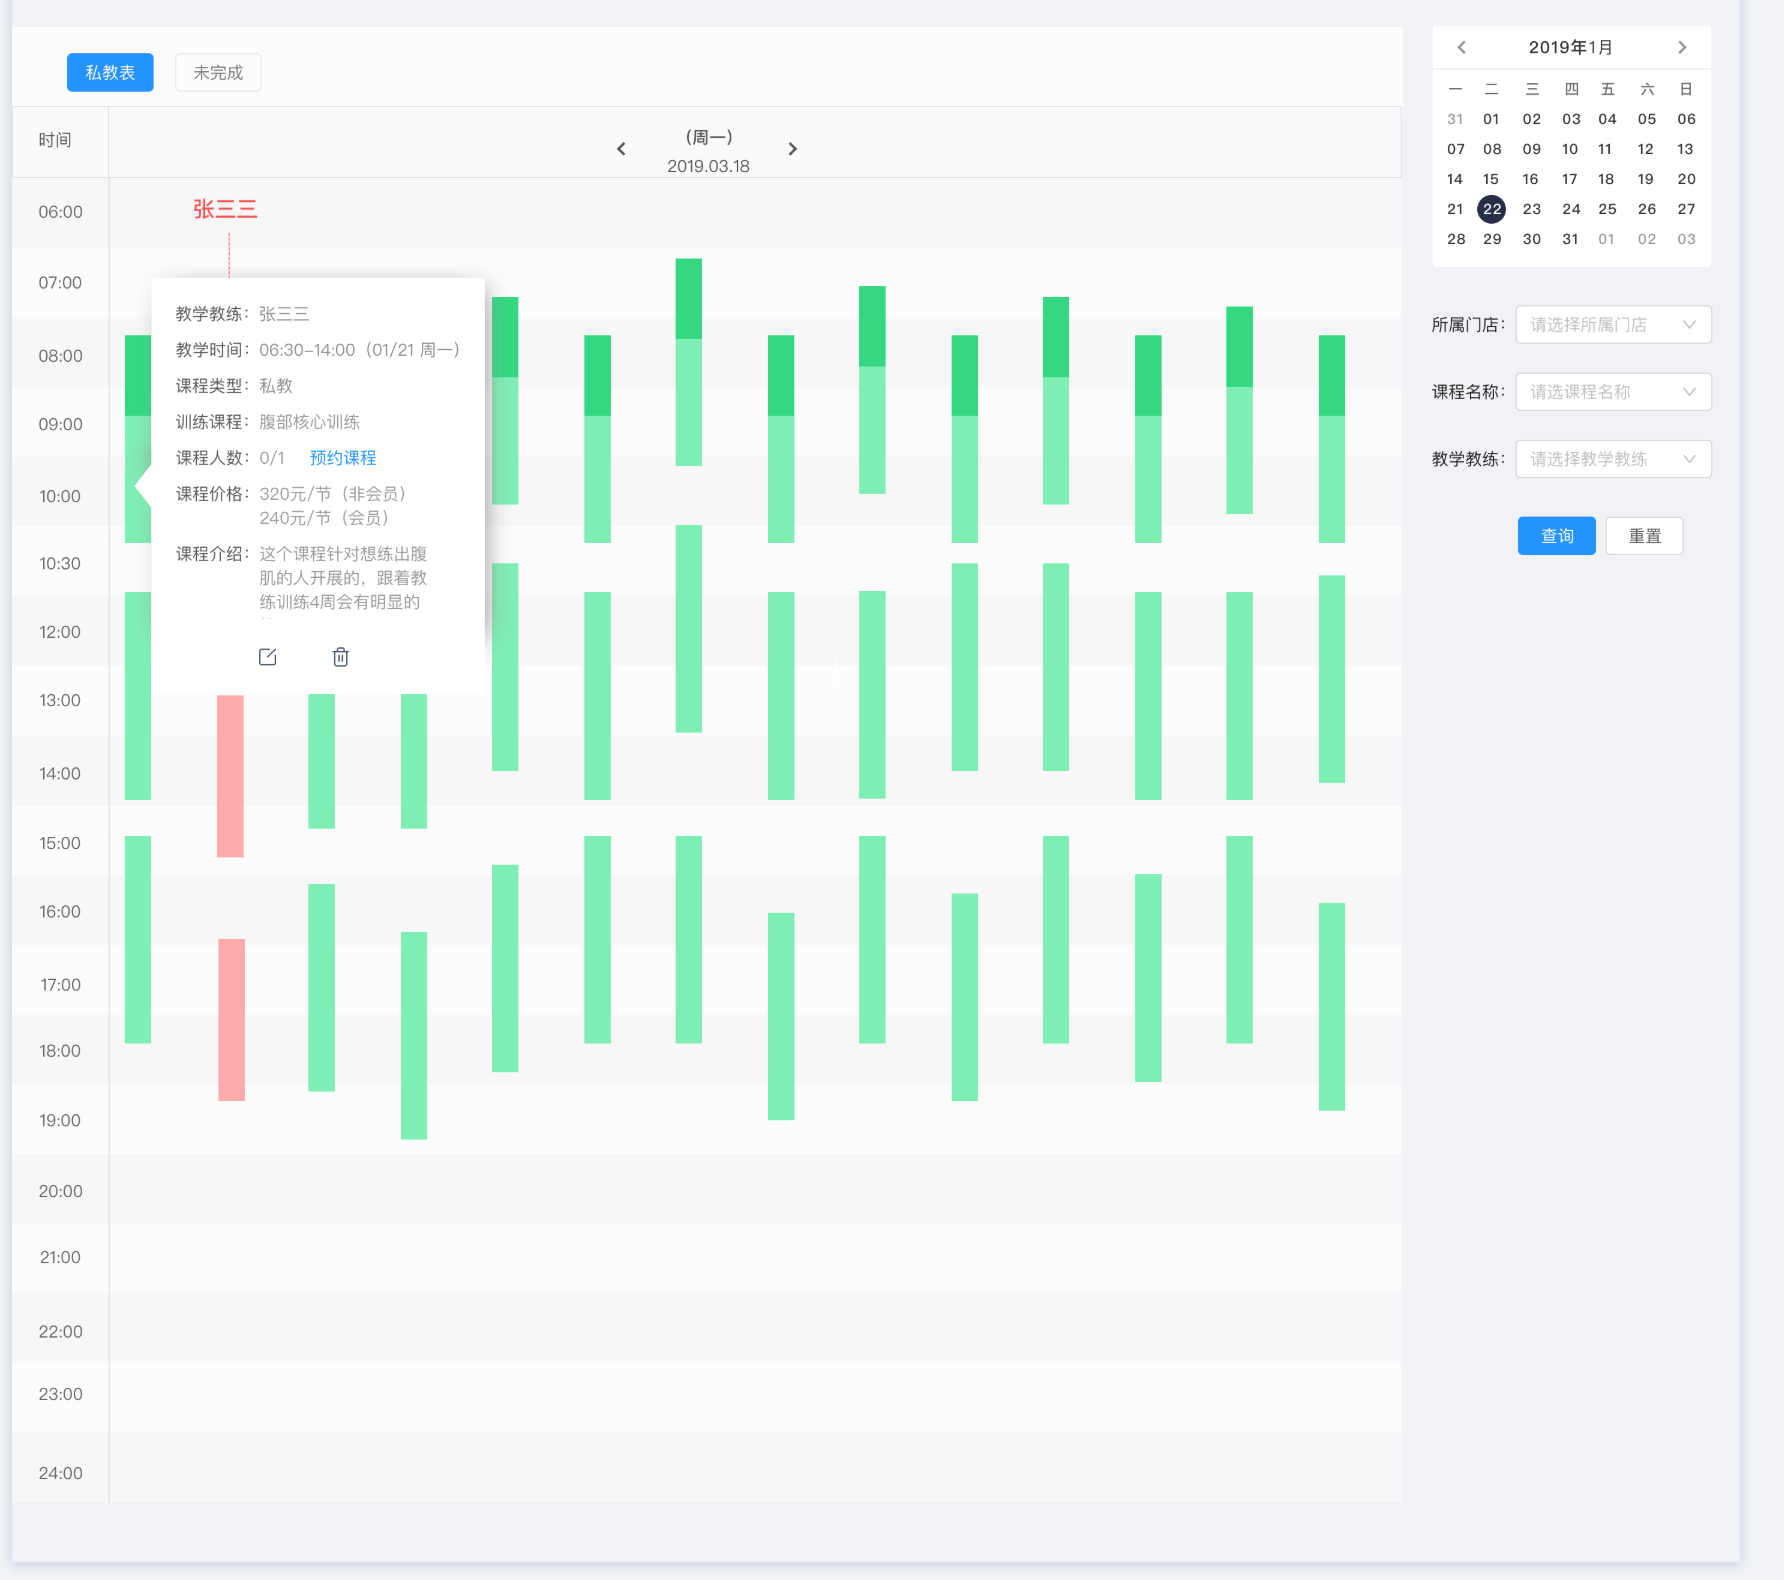 私教表
未完成
时间
(周一)
2019.03.18
06:00
07:00
08:00
09:00
10:00
10:30
12:00
13:00
14:00
15:00
16:00
17:00
18:00
19:00
20:00
21:00
22:00
23:00
24:00
张三三
教学教练：张三三
教学时间：06:30-14:00（01/21 周一）
课程类型：私教
训练课程：腹部核心训练
课程人数：0/1 预约课程
课程价格：320元/节（非会员）
240元/节（会员）
课程介绍：这个课程针对想练出腹
肌的人开展的，跟着教
练训练4周会有明显的
2019年1月
一 二 三 四 五 六 日
31 01 02 03 04 05 06
07 08 09 10 11 12 13
14 15 16 17 18 19 20
21 22 23 24 25 26 27
28 29 30 31 01 02 03
所属门店：请选择所属门店
课程名称：请选课程名称
教学教练：请选择教学教练
查询
重置